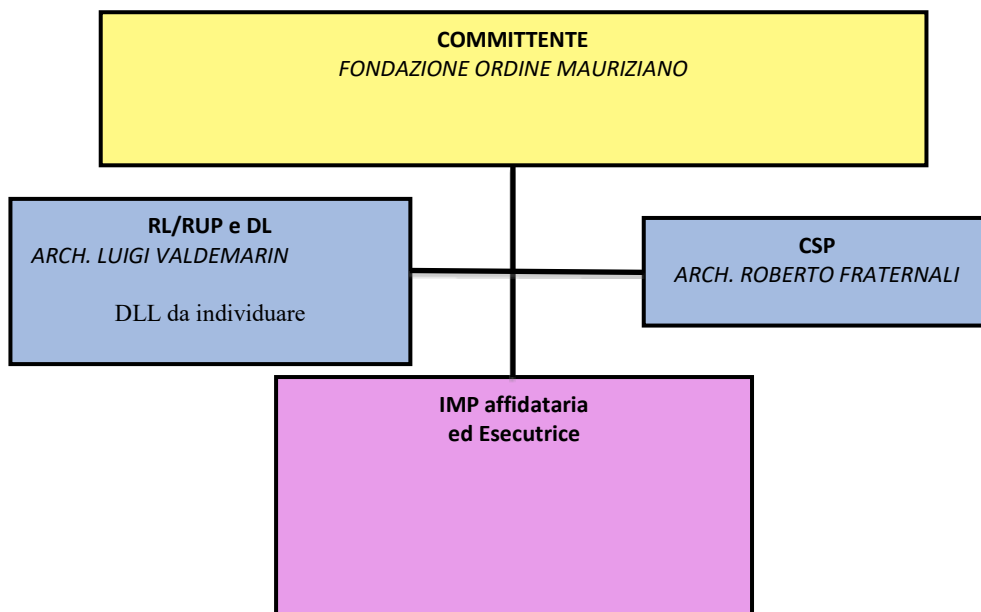 COMMITTENTE
FONDAZIONE ORDINE MAURIZIANO
RL/RUP e DL
ARCH. LUIGI VALDEMARIN
DLL da individuare
CSP
ARCH. ROBERTO FRATERNALI
IMP affidataria
ed Esecutrice